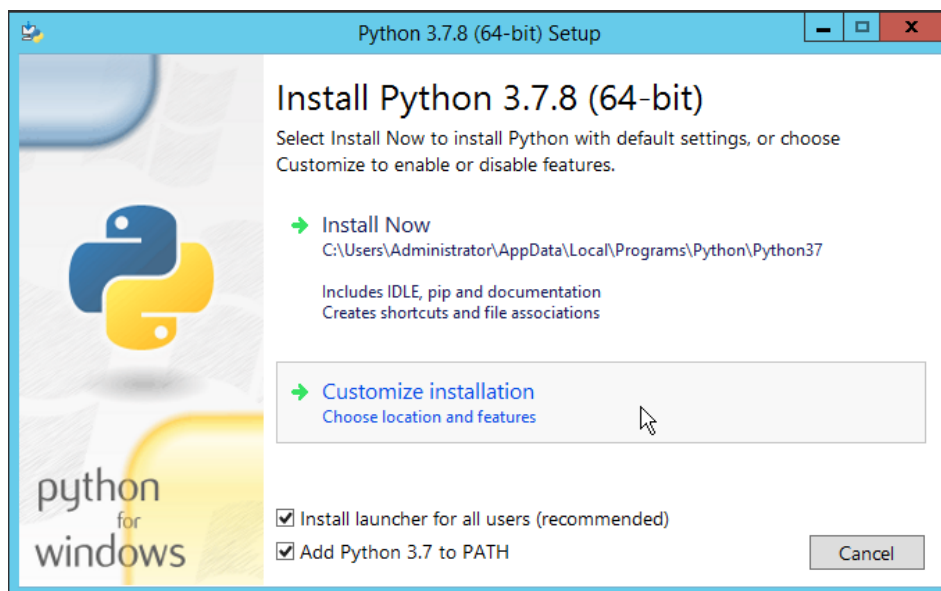 Python 3.7.8 (64-bit) Setup
Install Python 3.7.8 (64-bit)
Select Install Now to install Python with default settings, or choose
Customize to enable or disable features.
Install Now
C:\Users\Administrator\AppData\Local\Programs\Python\Python37
Includes IDLE, pip and documentation
Creates shortcuts and file associations
Customize installation
Choose location and features
python
for
windows
Install launcher for all users (recommended)
Add Python 3.7 to PATH
Cancel